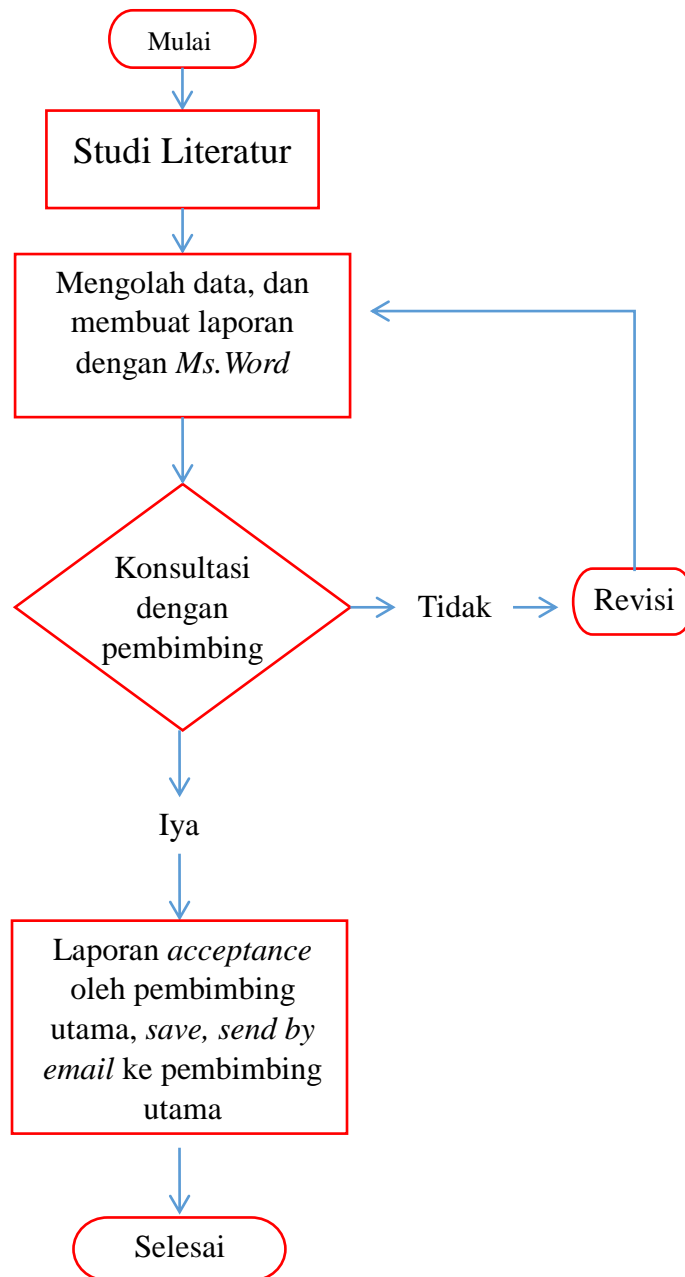 Mulai
Studi Literatur
Mengolah data, dan
membuat laporan
dengan Ms.Word
Konsultasi
dengan
pembimbing
Tidak
Revisi
Iya
Laporan acceptance
oleh pembimbing
utama, save, send by
email ke pembimbing
utama
Selesai